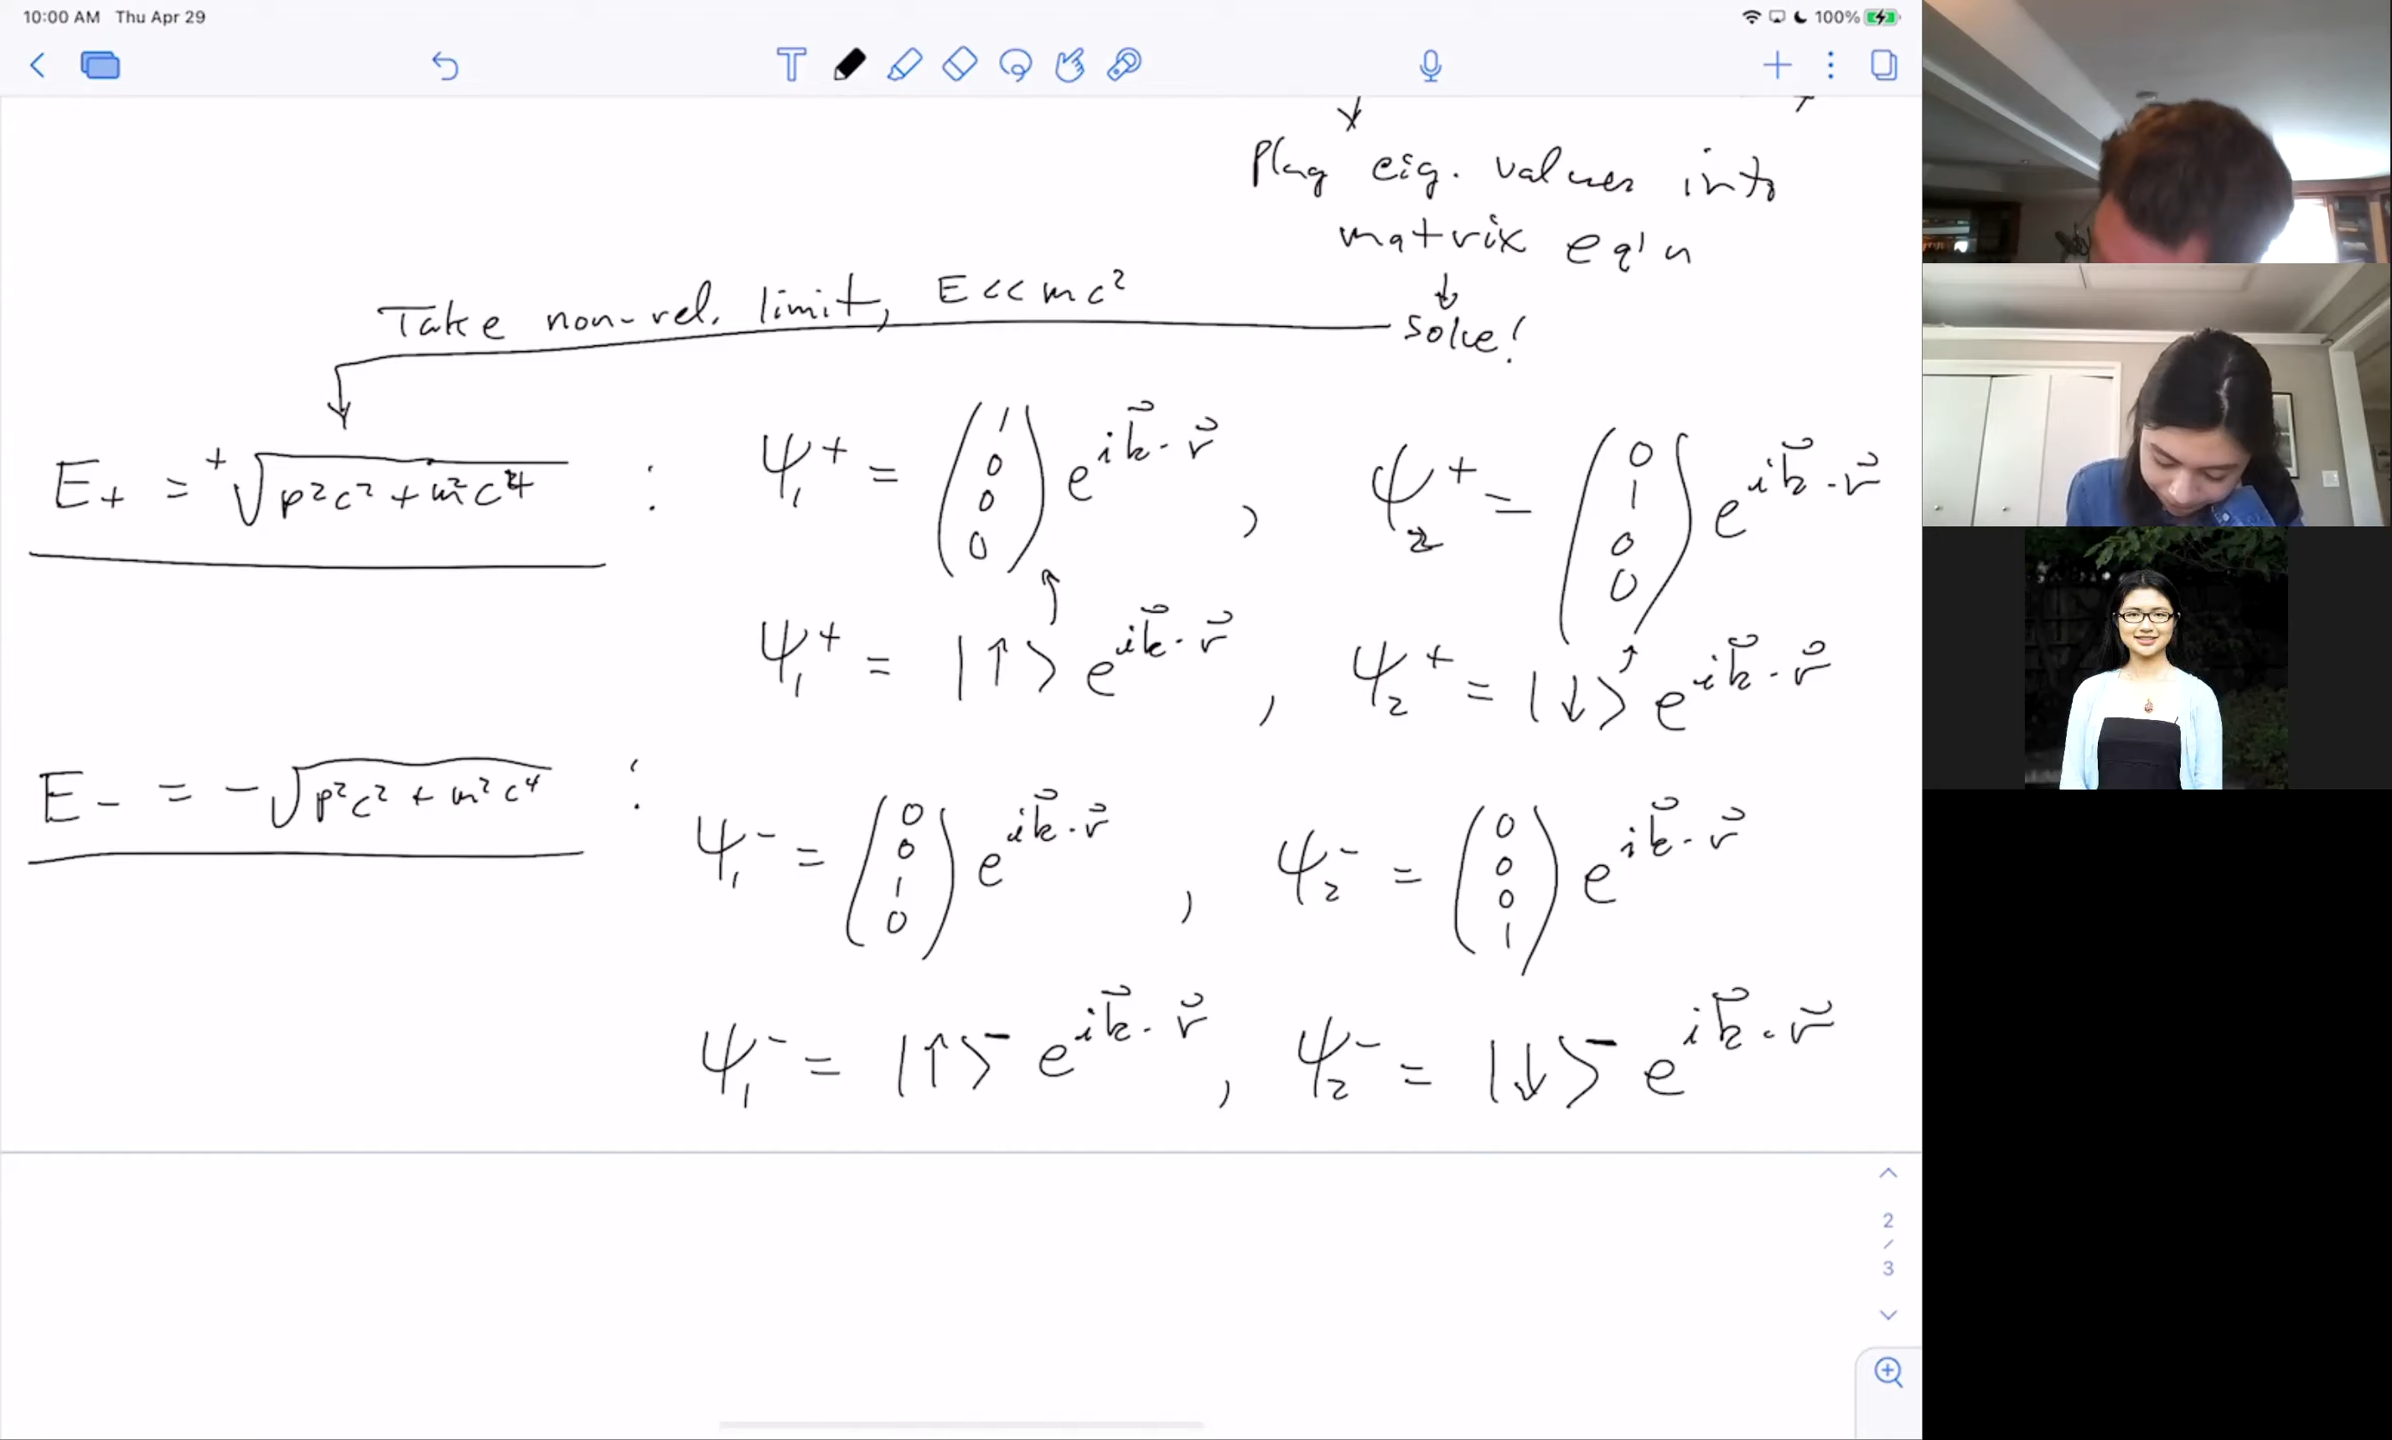 10:00 AM Thu Apr 29
100%
Plug eig. values into
matrix eq'n
Take non-rel. limit, E << mc²
solve!
E₊ = +√(p²c² + m²c⁴) : ψ₁⁺ = (1 0 0 0) e^{ik⃗·r⃗} , ψ₂⁺ = (0 1 0 0) e^{ik⃗·r⃗}
ψ₁⁺ = |↑> e^{ik⃗·r⃗} , ψ₂⁺ = |↓> e^{ik⃗·r⃗}
E₋ = -√(p²c² + m²c⁴) : ψ₁⁻ = (0 0 1 0) e^{ik⃗·r⃗} , ψ₂⁻ = (0 0 0 1) e^{ik⃗·r⃗}
ψ₁⁻ = |↑>⁻ e^{ik⃗·r⃗} , ψ₂⁻ = |↓>⁻ e^{ik⃗·r⃗}
2
/
3